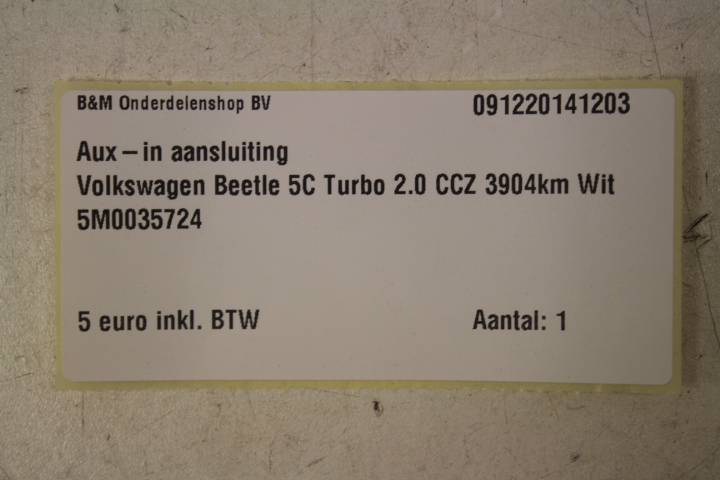 B&M Onderdelenshop BV 091220141203
Aux – in aansluiting
Volkswagen Beetle 5C Turbo 2.0 CCZ 3904km Wit
5M0035724
5 euro inkl. BTW Aantal: 1